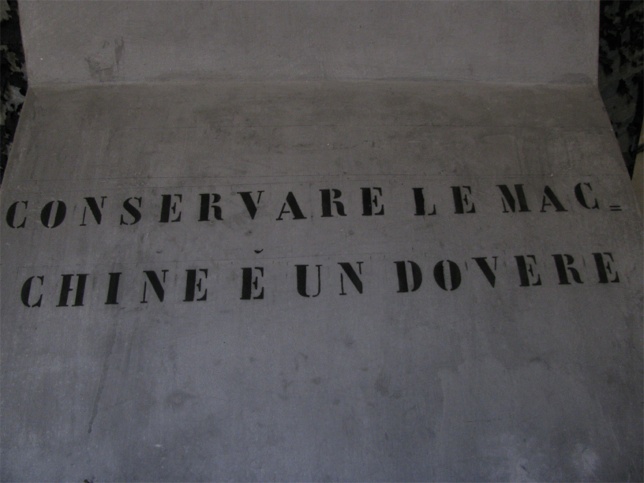 CONSERVARE LE MAC=
CHINE Ĕ UN DOVERE